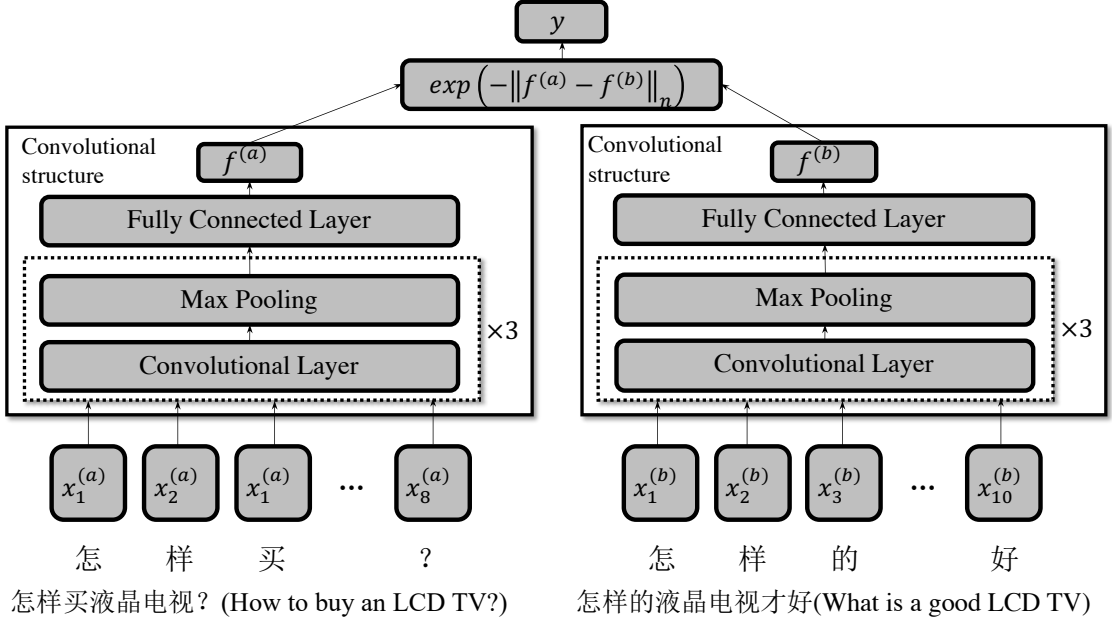 y
exp(−‖f^(a) − f^(b)‖_n)
Convolutional
structure
f^(a)
Fully Connected Layer
Max Pooling
Convolutional Layer
×3
x_1^(a) x_2^(a) x_1^(a) ... x_8^(a)
怎 样 买 ？
怎样买液晶电视？(How to buy an LCD TV?)
Convolutional
structure
f^(b)
Fully Connected Layer
Max Pooling
Convolutional Layer
×3
x_1^(b) x_2^(b) x_3^(b) ... x_10^(b)
怎 样 的 好
怎样的液晶电视才好(What is a good LCD TV)